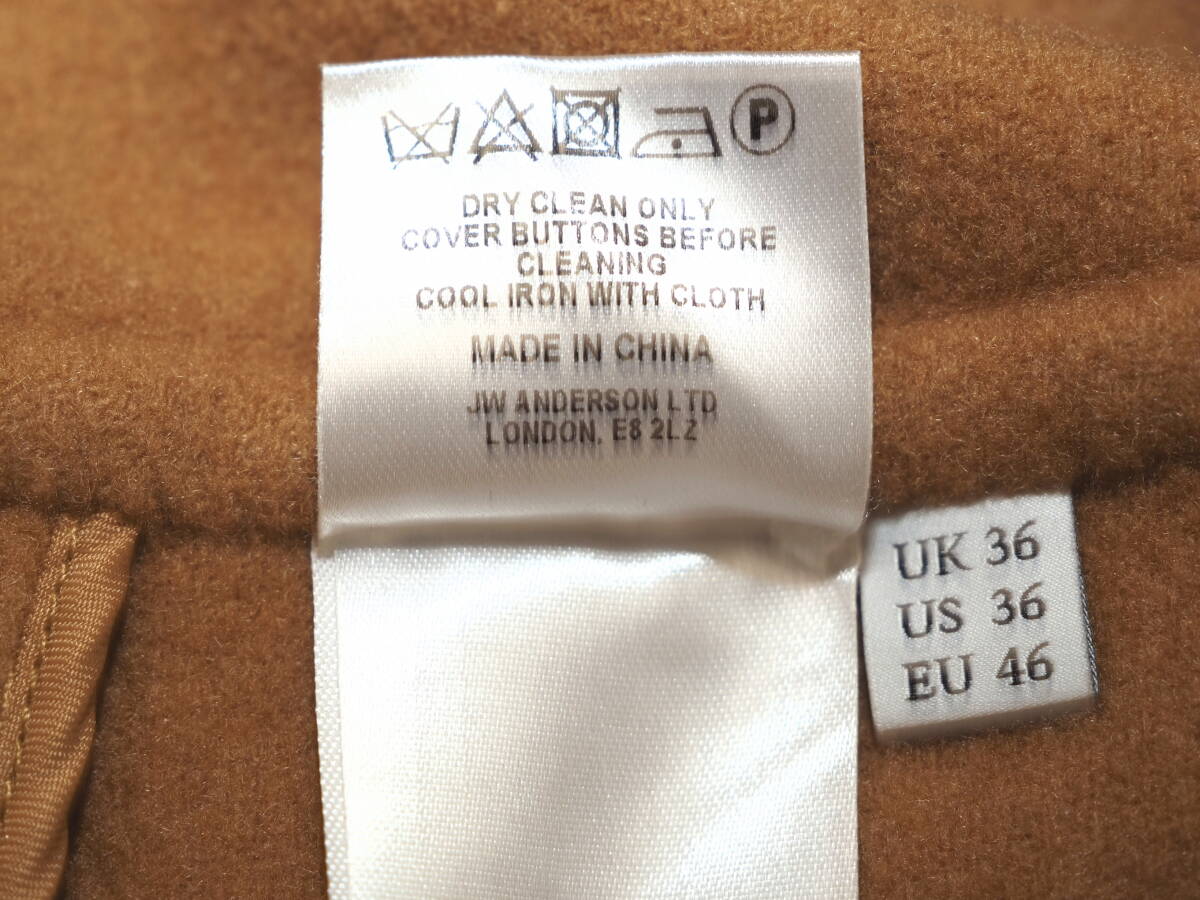 P
DRY CLEAN ONLY
COVER BUTTONS BEFORE
CLEANING
COOL IRON WITH CLOTH
MADE IN CHINA
JW ANDERSON LTD
LONDON, E8 2LZ
UK 36
US 36
EU 46